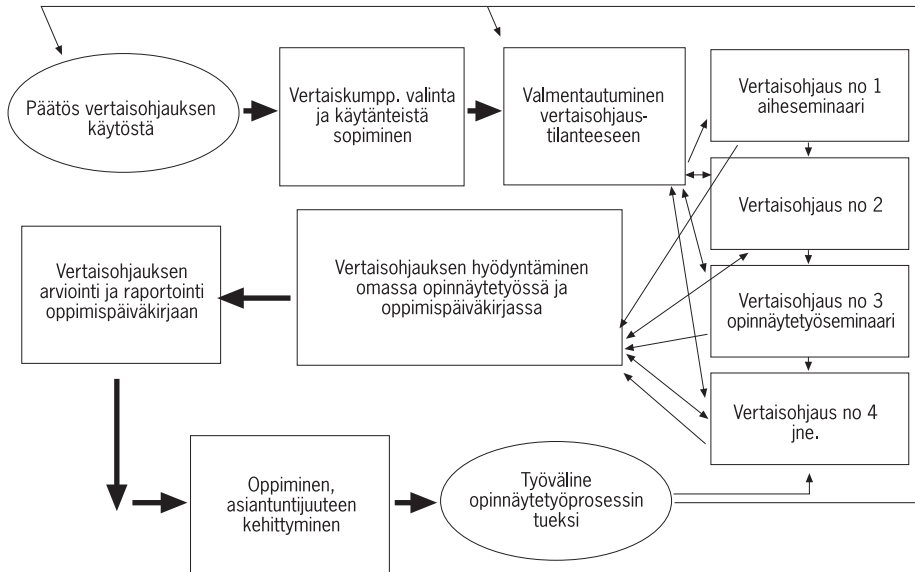 Päätös vertaisohjauksen
käytöstä
Vertaiskumpp. valinta
ja käytänteistä
sopiminen
Valmentautuminen
vertaisohjaus-
tilanteeseen
Vertaisohjaus no 1
aiheseminaari
Vertaisohjaus no 2
Vertaisohjaus no 3
opinnäytetyöseminaari
Vertaisohjaus no 4
jne.
Vertaisohjauksen hyödyntäminen
omassa opinnäytetyössä ja
oppimispäiväkirjassa
Vertaisohjauksen
arviointi ja raportointi
oppimispäiväkirjaan
Oppiminen,
asiantuntijuuteen
kehittyminen
Työväline
opinnäytetyöprosessin
tueksi